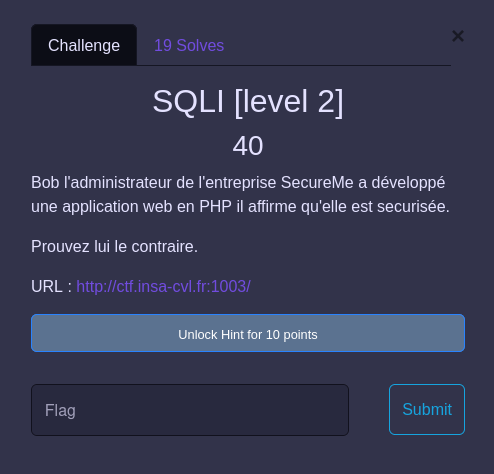 Challenge
19 Solves
×
SQLI [level 2]
40
Bob l'administrateur de l'entreprise SecureMe a développé
une application web en PHP il affirme qu'elle est securisée.
Prouvez lui le contraire.
URL : http://ctf.insa-cvl.fr:1003/
Unlock Hint for 10 points
Flag
Submit